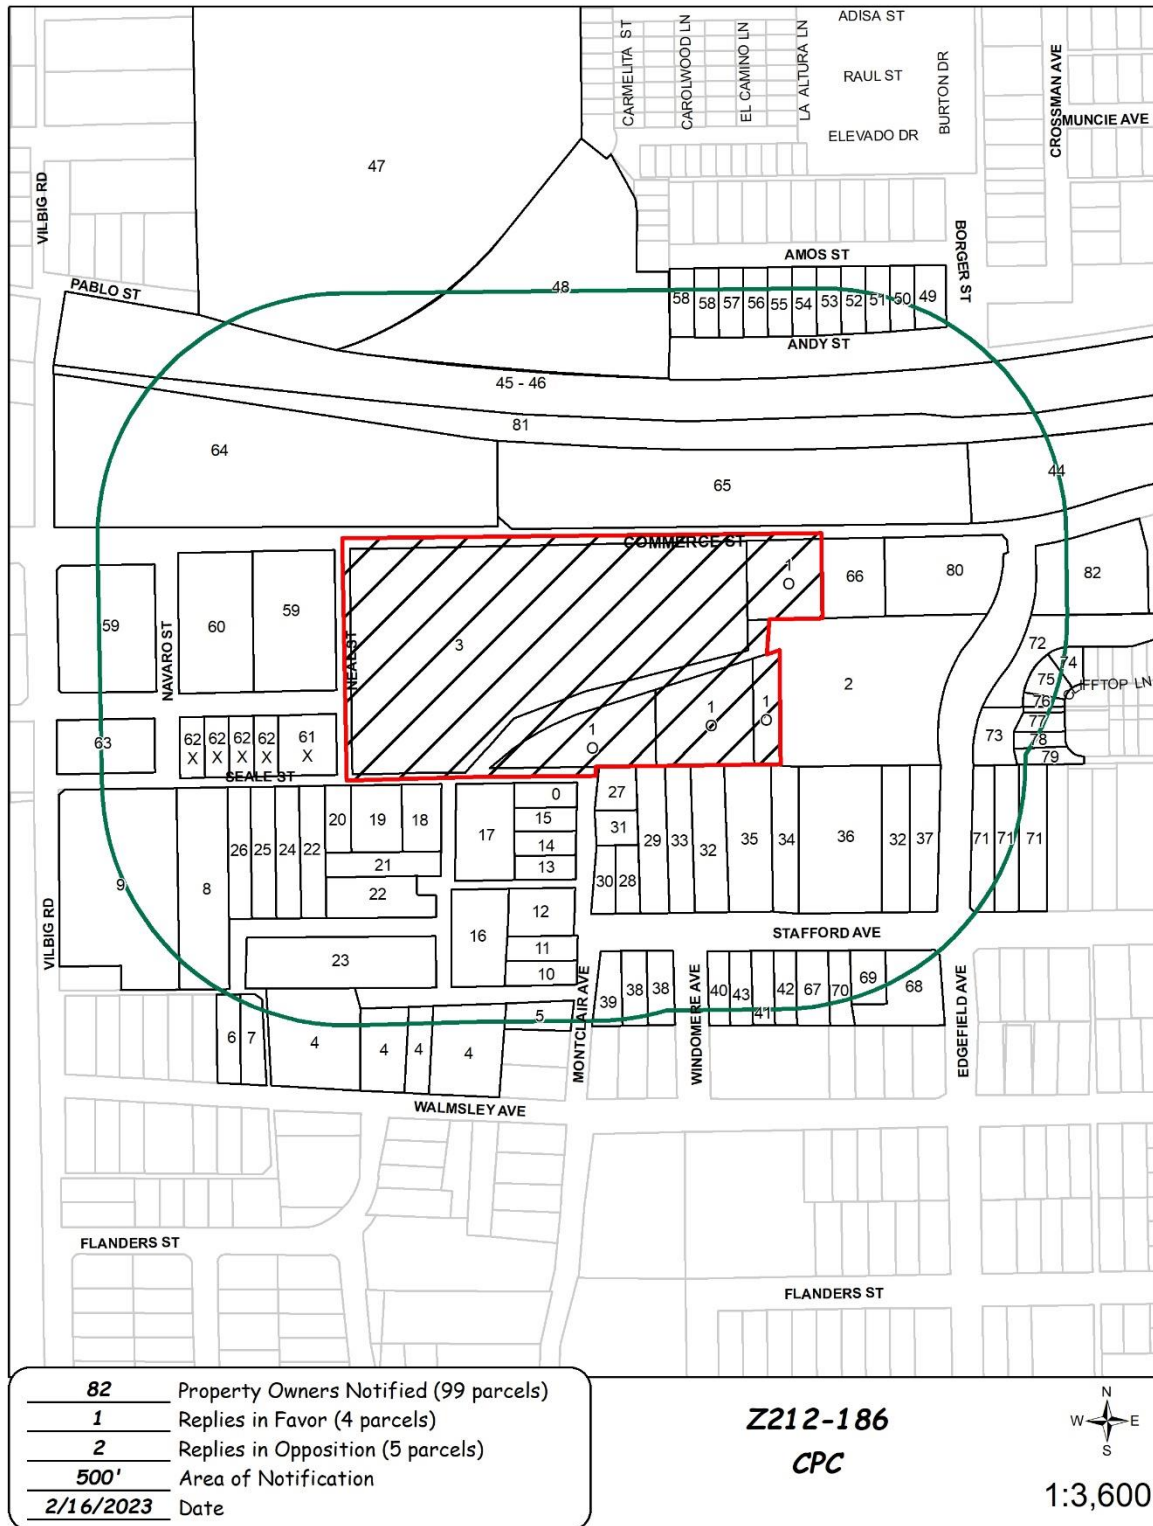 ADISA ST
CARMELITA ST
CAROLWOOD LN
EL CAMINO LN
LA ALTURA LN
RAUL ST
BURTON DR
CROSSMAN AVE
MUNCIE AVE
ELEVADO DR
47
VILBIG RD
BORGER ST
AMOS ST
PABLO ST
48
58 58 57 56 55 54 53 52 51 50 49
ANDY ST
45 - 46
81
64
44
65
COMMERCE ST
1
66
80
82
59
60
59
NAVARO ST
NEAL ST
3
2
72
74
75
76
77
78
79
73
1
1
1
63
62 62 62 62 61
X X X X X
SEALE ST
0
27
15
31
14
13
17
20 19 18
26 25 24 22
21
22
9
8
30 28
29 33 32 35 34 36 32 37
71 71 71
12
11
10
16
STAFFORD AVE
23
VILBIG RD
MONTCLAIR AVE
WINDOMERE AVE
EDGEFIELD AVE
39 38 38
40 43 41 42 67 70 69 68
5
6 7
4 4 4 4
WALMSLEY AVE
FLANDERS ST
FLANDERS ST
82 Property Owners Notified (99 parcels)
1 Replies in Favor (4 parcels)
2 Replies in Opposition (5 parcels)
500' Area of Notification
2/16/2023 Date
Z212-186
CPC
N
W E
S
1:3,600